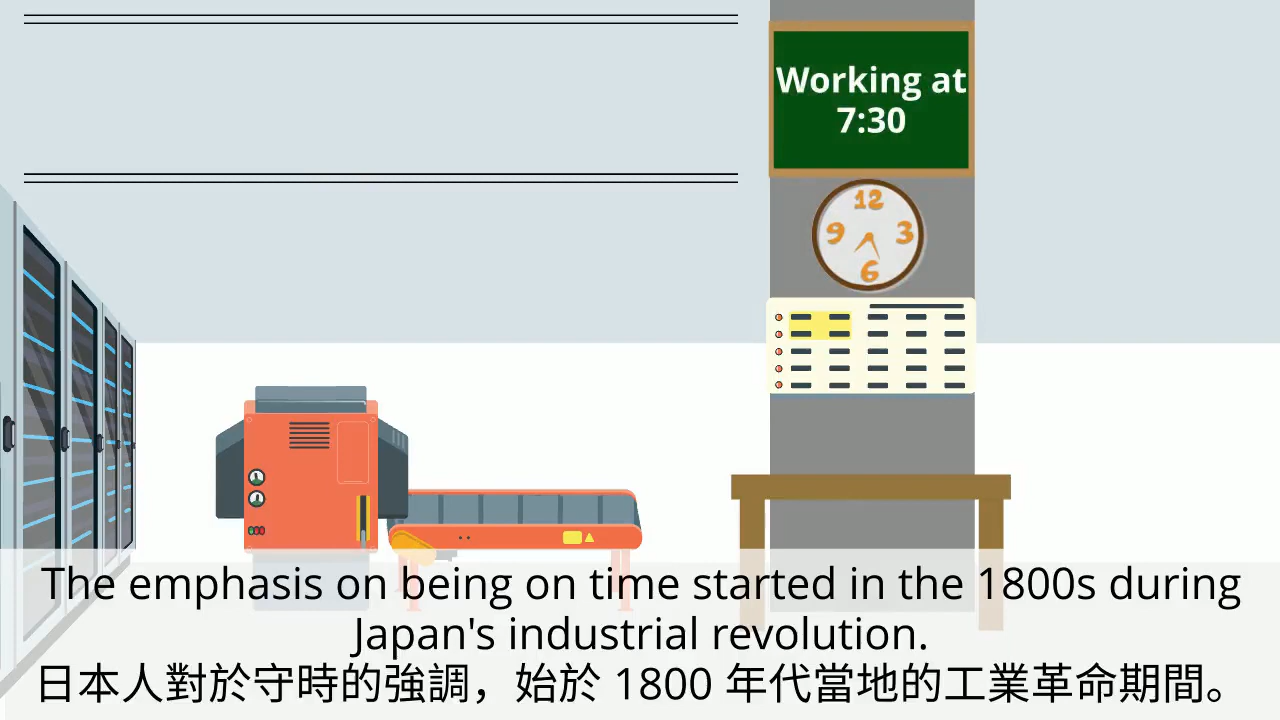 Working at
7:30
12
9 3
6
The emphasis on being on time started in the 1800s during
Japan's industrial revolution.
日本人對於守時的強調，始於 1800 年代當地的工業革命期間。